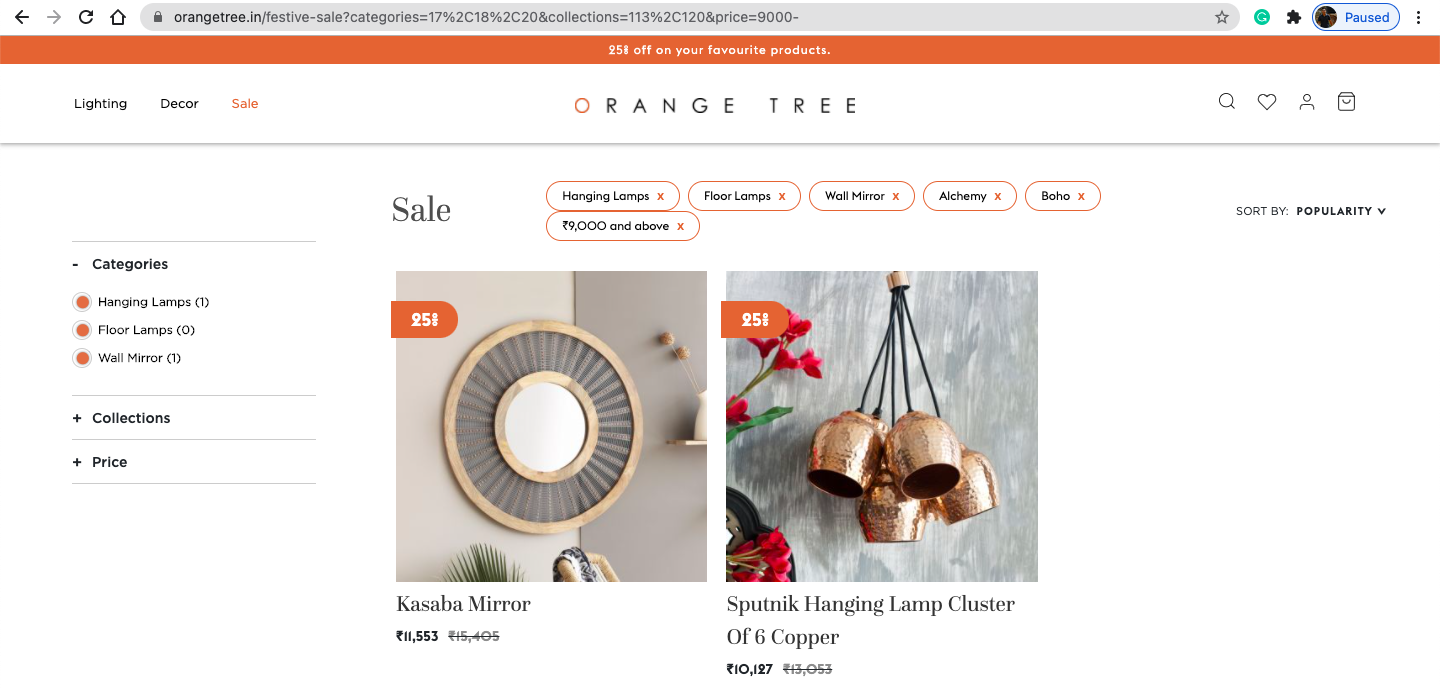 orangetree.in/festive-sale?categories=17%2C18%2C20&collections=113%2C120&price=9000-
Paused
25% off on your favourite products.
Lighting Decor Sale
ORANGE TREE
Sale
Hanging Lamps x Floor Lamps x Wall Mirror x Alchemy x Boho x
₹9,000 and above x
SORT BY: POPULARITY
- Categories
Hanging Lamps (1)
Floor Lamps (0)
Wall Mirror (1)
+ Collections
+ Price
25%
25%
Kasaba Mirror
₹11,553 ₹15,405
Sputnik Hanging Lamp Cluster
Of 6 Copper
₹10,127 ₹13,053